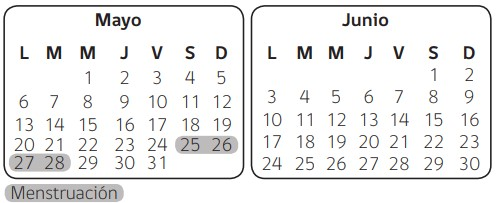 Mayo
L M M J V S D
1 2 3 4 5
6 7 8 9 10 11 12
13 14 15 16 17 18 19
20 21 22 23 24 25 26
27 28 29 30 31
Junio
L M M J V S D
1 2
3 4 5 6 7 8 9
10 11 12 13 14 15 16
17 18 19 20 21 22 23
24 25 26 27 28 29 30
Menstruación